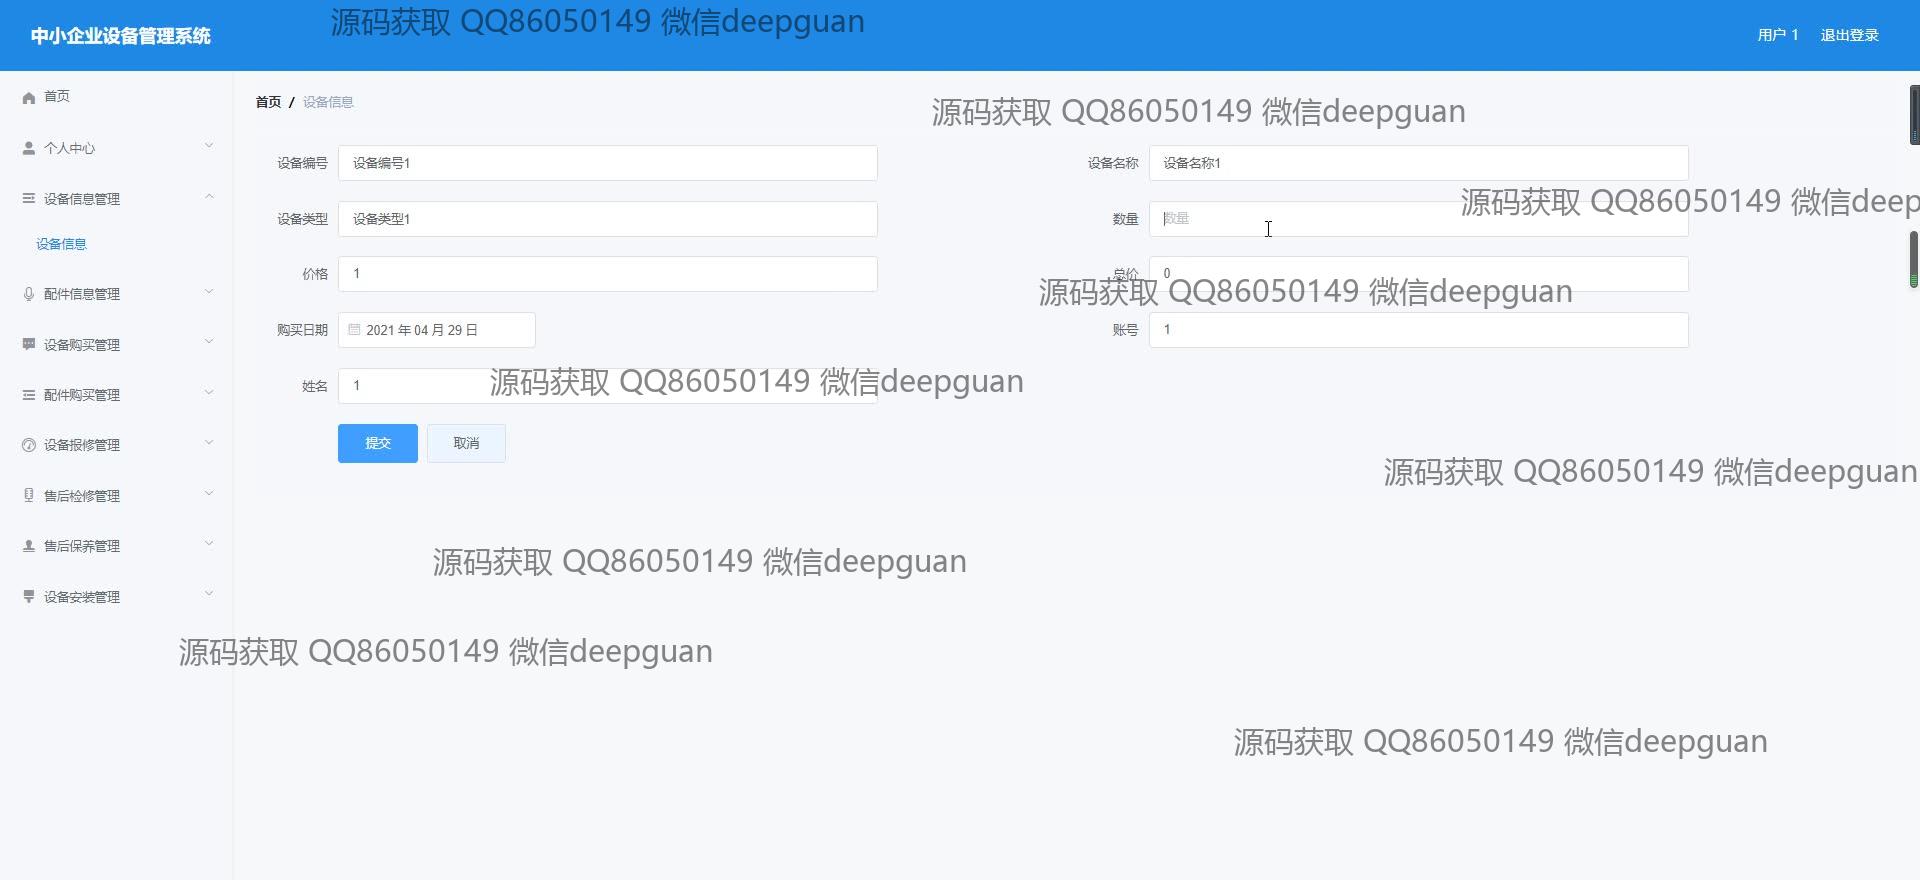 中小企业设备管理系统
源码获取 QQ86050149 微信deepguan
用户 1 退出登录
首页
个人中心
设备信息管理
设备信息
配件信息管理
设备购买管理
配件购买管理
设备报修管理
售后检修管理
售后保养管理
设备安装管理
首页 / 设备信息
源码获取 QQ86050149 微信deepguan
设备编号 设备编号1
设备名称 设备名称1
源码获取 QQ86050149 微信deep
设备类型 设备类型1
数量 数量
价格 1
总价 0
源码获取 QQ86050149 微信deepguan
购买日期 2021 年 04 月 29 日
账号 1
姓名 1
源码获取 QQ86050149 微信deepguan
提交 取消
源码获取 QQ86050149 微信deepguan
源码获取 QQ86050149 微信deepguan
源码获取 QQ86050149 微信deepguan
源码获取 QQ86050149 微信deepguan